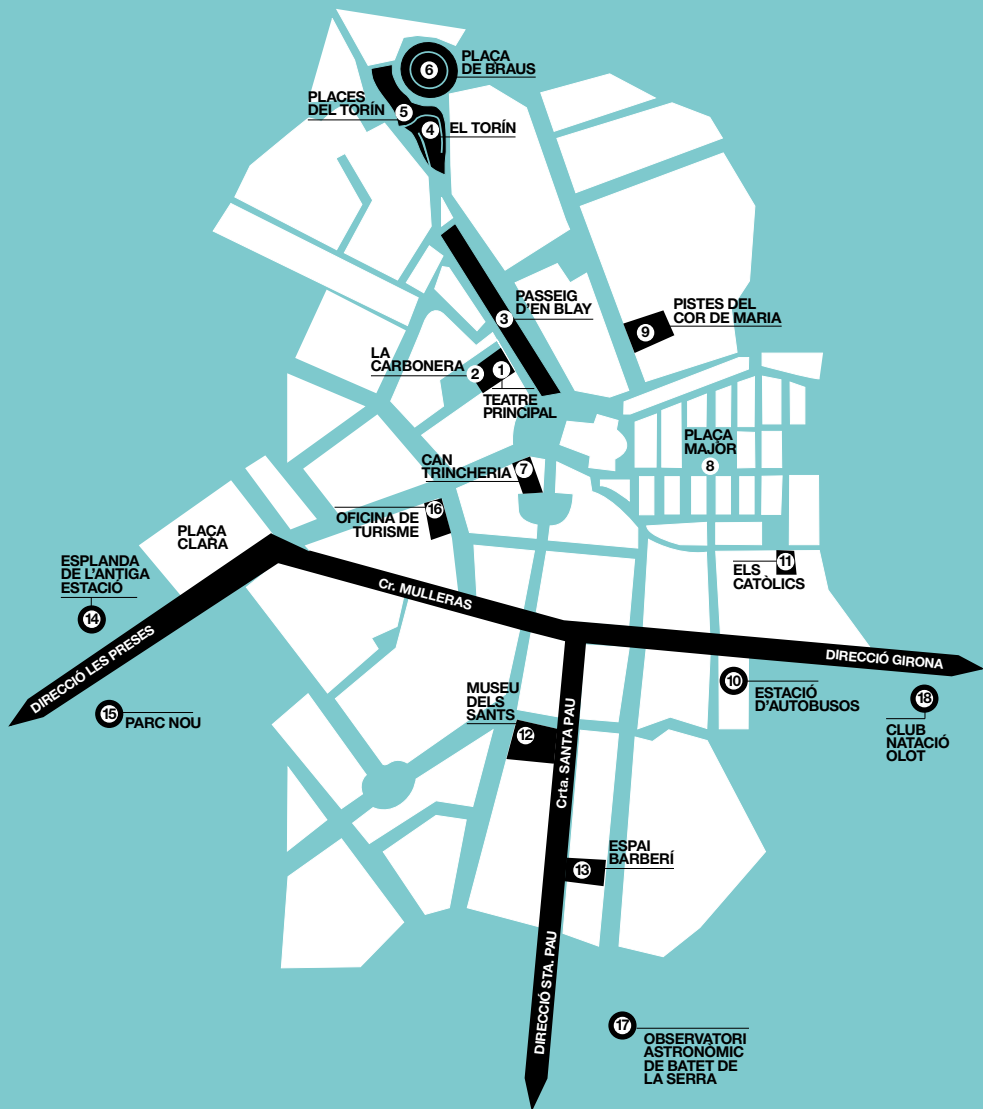 6
PLAÇA
DE BRAUS
PLACES
DEL TORÍN
5
4
EL TORÍN
PASSEIG
D'EN BLAY
3
PISTES DEL
COR DE MARIA
9
LA
CARBONERA
2
1
TEATRE
PRINCIPAL
PLAÇA
MAJOR
8
CAN
TRINCHERIA
7
16
OFICINA DE
TURISME
PLAÇA
CLARA
ESPLANDA
DE L'ANTIGA
ESTACIÓ
14
11
ELS
CATÒLICS
Cr. MULLERAS
DIRECCIÓ LES PRESES
DIRECCIÓ GIRONA
15
PARC NOU
10
ESTACIÓ
D'AUTOBUSOS
18
CLUB
NATACIÓ
OLOT
MUSEU
DELS
SANTS
12
Crta. SANTA PAU
ESPAI
BARBERÍ
13
DIRECCIÓ STA. PAU
17
OBSERVATORI
ASTRONÒMIC
DE BATET DE
LA SERRA